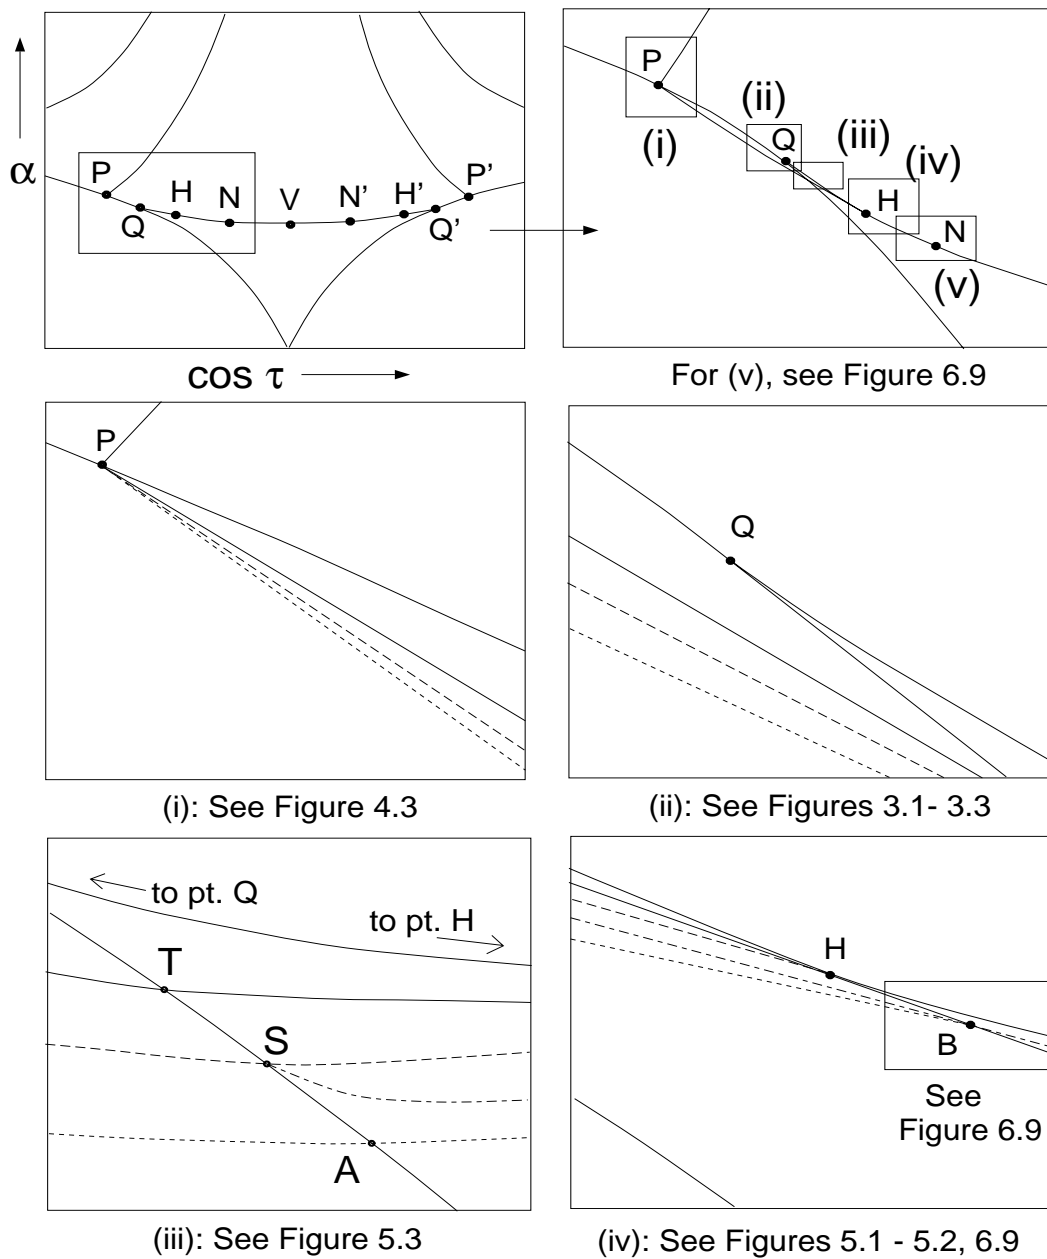 α
P
H
N
V
N'
H'
P'
Q
Q'
cos τ
P
(i)
(ii)
Q
(iii)
(iv)
H
N
(v)
For (v), see Figure 6.9
P
(i): See Figure 4.3
Q
(ii): See Figures 3.1- 3.3
to pt. Q
to pt. H
T
S
A
(iii): See Figure 5.3
H
B
See
Figure 6.9
(iv): See Figures 5.1 - 5.2, 6.9